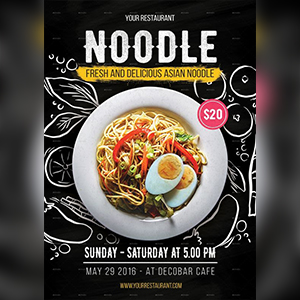 YOUR RESTAURANT
NOODLE
FRESH AND DELICIOUS ASIAN NOODLE
$20
SUNDAY - SATURDAY AT 5.00 PM
MAY 29 2016 - AT DECOBAR CAFE
WWW.YOURRESTAURANT.COM